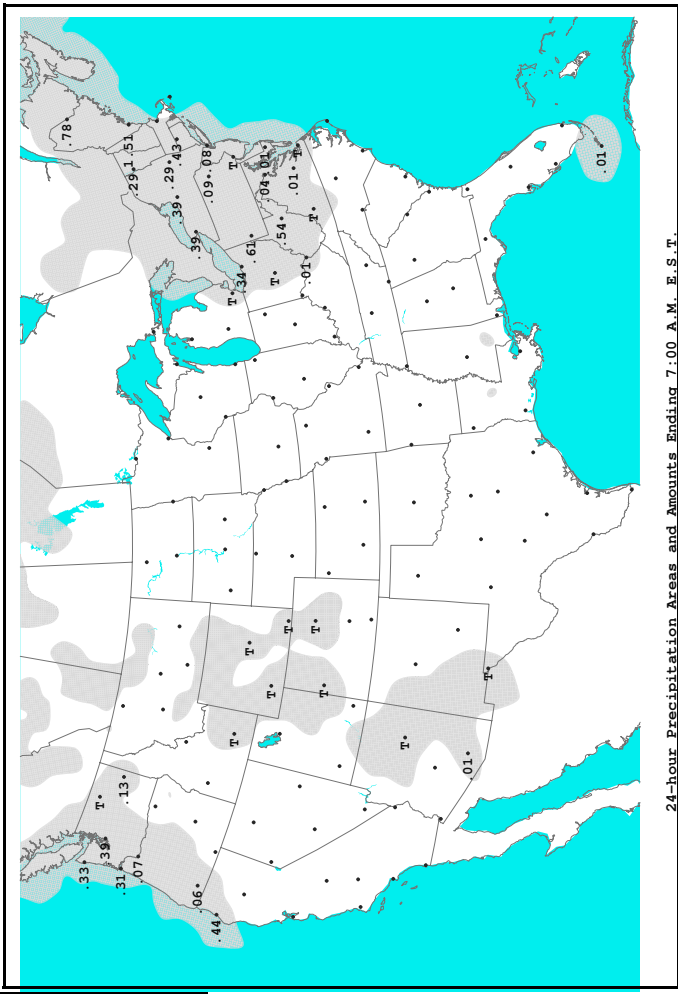 .78
.33
T
.39
.31
.13
1.51
.29
.07
.29
.43
.39
.39
.06
.08
.09
.44
T
T
T
.34
T
.61
.04
.01
T
T
.54
T
.01
T
.01
T
T
T
T
.01
T
.01
24-hour Precipitation Areas and Amounts Ending 7:00 A.M. E.S.T.